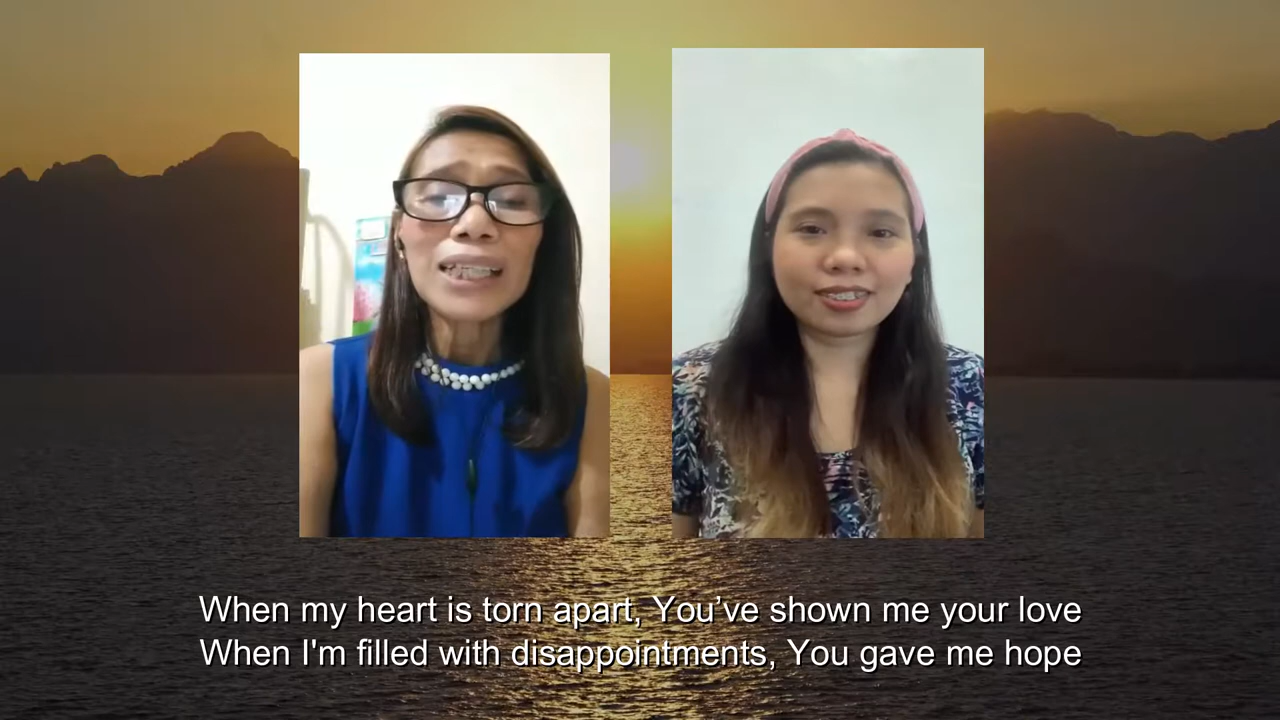 When my heart is torn apart, You’ve shown me your love
When I'm filled with disappointments, You gave me hope